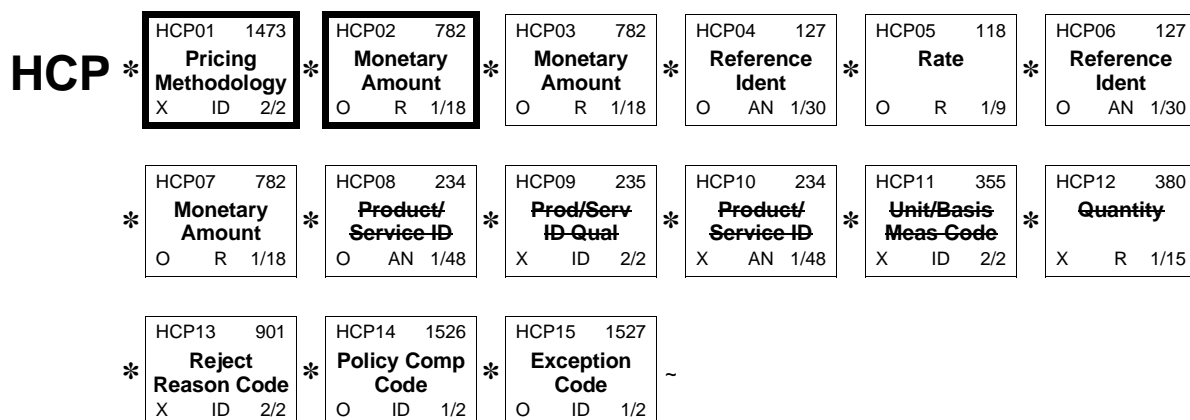 HCP * HCP01 1473 * HCP02 782 * HCP03 782 * HCP04 127 * HCP05 118 * HCP06 127
Pricing Monetary Monetary Reference Rate Reference
Methodology Amount Amount Ident Ident
X ID 2/2 O R 1/18 O R 1/18 O AN 1/30 O R 1/9 O AN 1/30
* HCP07 782 * HCP08 234 * HCP09 235 * HCP10 234 * HCP11 355 * HCP12 380
Monetary Product/ Prod/Serv Product/ Unit/Basis Quantity
Amount Service ID ID Qual Service ID Meas Code
O R 1/18 O AN 1/48 X ID 2/2 X AN 1/48 X ID 2/2 X R 1/15
* HCP13 901 * HCP14 1526 * HCP15 1527 ~
Reject Policy Comp Exception
Reason Code Code Code
X ID 2/2 O ID 1/2 O ID 1/2